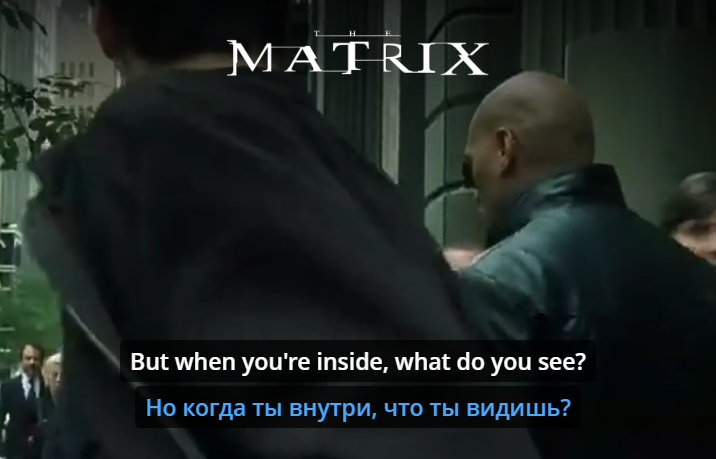 THE
MATRIX
But when you're inside, what do you see?
Но когда ты внутри, что ты видишь?